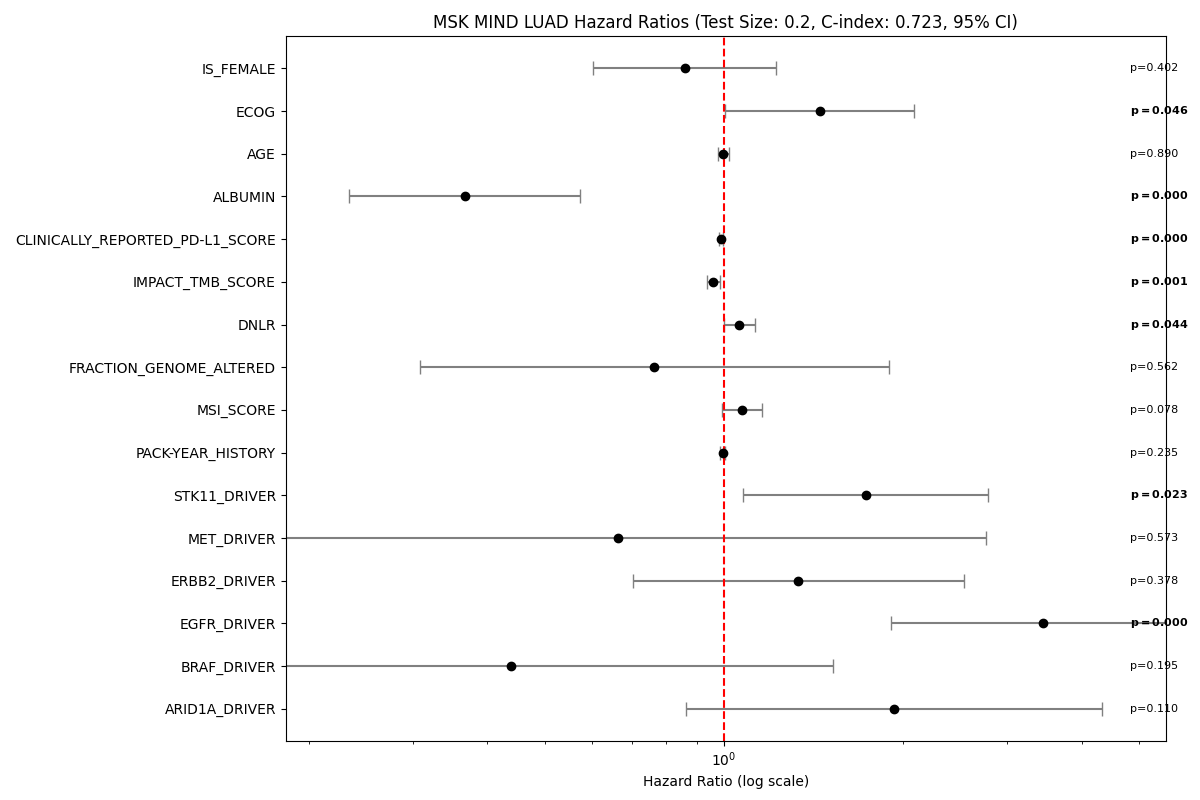 MSK MIND LUAD Hazard Ratios (Test Size: 0.2, C-index: 0.723, 95% CI)
IS_FEMALE p=0.402
ECOG p=0.046
AGE p=0.890
ALBUMIN p=0.000
CLINICALLY_REPORTED_PD-L1_SCORE p=0.000
IMPACT_TMB_SCORE p=0.001
DNLR p=0.044
FRACTION_GENOME_ALTERED p=0.562
MSI_SCORE p=0.078
PACK-YEAR_HISTORY p=0.235
STK11_DRIVER p=0.023
MET_DRIVER p=0.573
ERBB2_DRIVER p=0.378
EGFR_DRIVER p=0.000
BRAF_DRIVER p=0.195
ARID1A_DRIVER p=0.110
10⁰
Hazard Ratio (log scale)